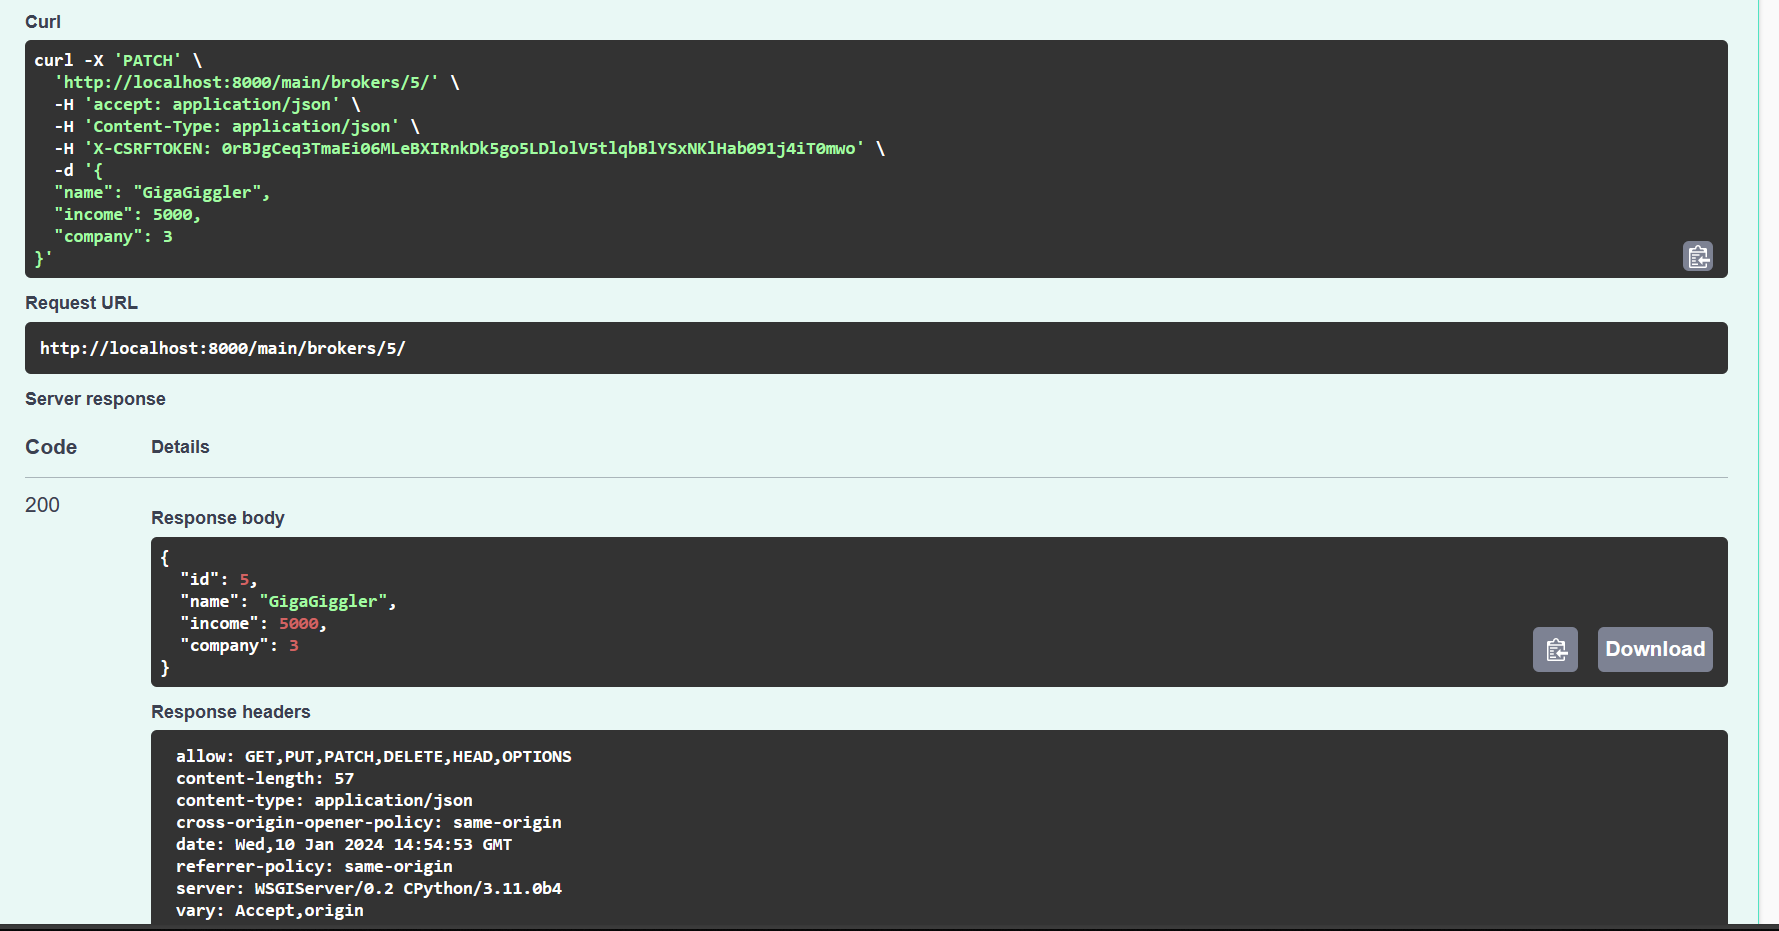 Curl
curl -X 'PATCH' \
'http://localhost:8000/main/brokers/5/' \
-H 'accept: application/json' \
-H 'Content-Type: application/json' \
-H 'X-CSRFTOKEN: 0rBJgCeq3TmaEi06MLeBXIRnkDk5go5LDlolV5tlqbBlYSxNKlHab091j4iT0mwo' \
-d '{
"name": "GigaGiggler",
"income": 5000,
"company": 3
}'
Request URL
http://localhost:8000/main/brokers/5/
Server response
Code Details
200
Response body
{
"id": 5,
"name": "GigaGiggler",
"income": 5000,
"company": 3
}
Download
Response headers
allow: GET,PUT,PATCH,DELETE,HEAD,OPTIONS
content-length: 57
content-type: application/json
cross-origin-opener-policy: same-origin
date: Wed,10 Jan 2024 14:54:53 GMT
referrer-policy: same-origin
server: WSGIServer/0.2 CPython/3.11.0b4
vary: Accept,origin